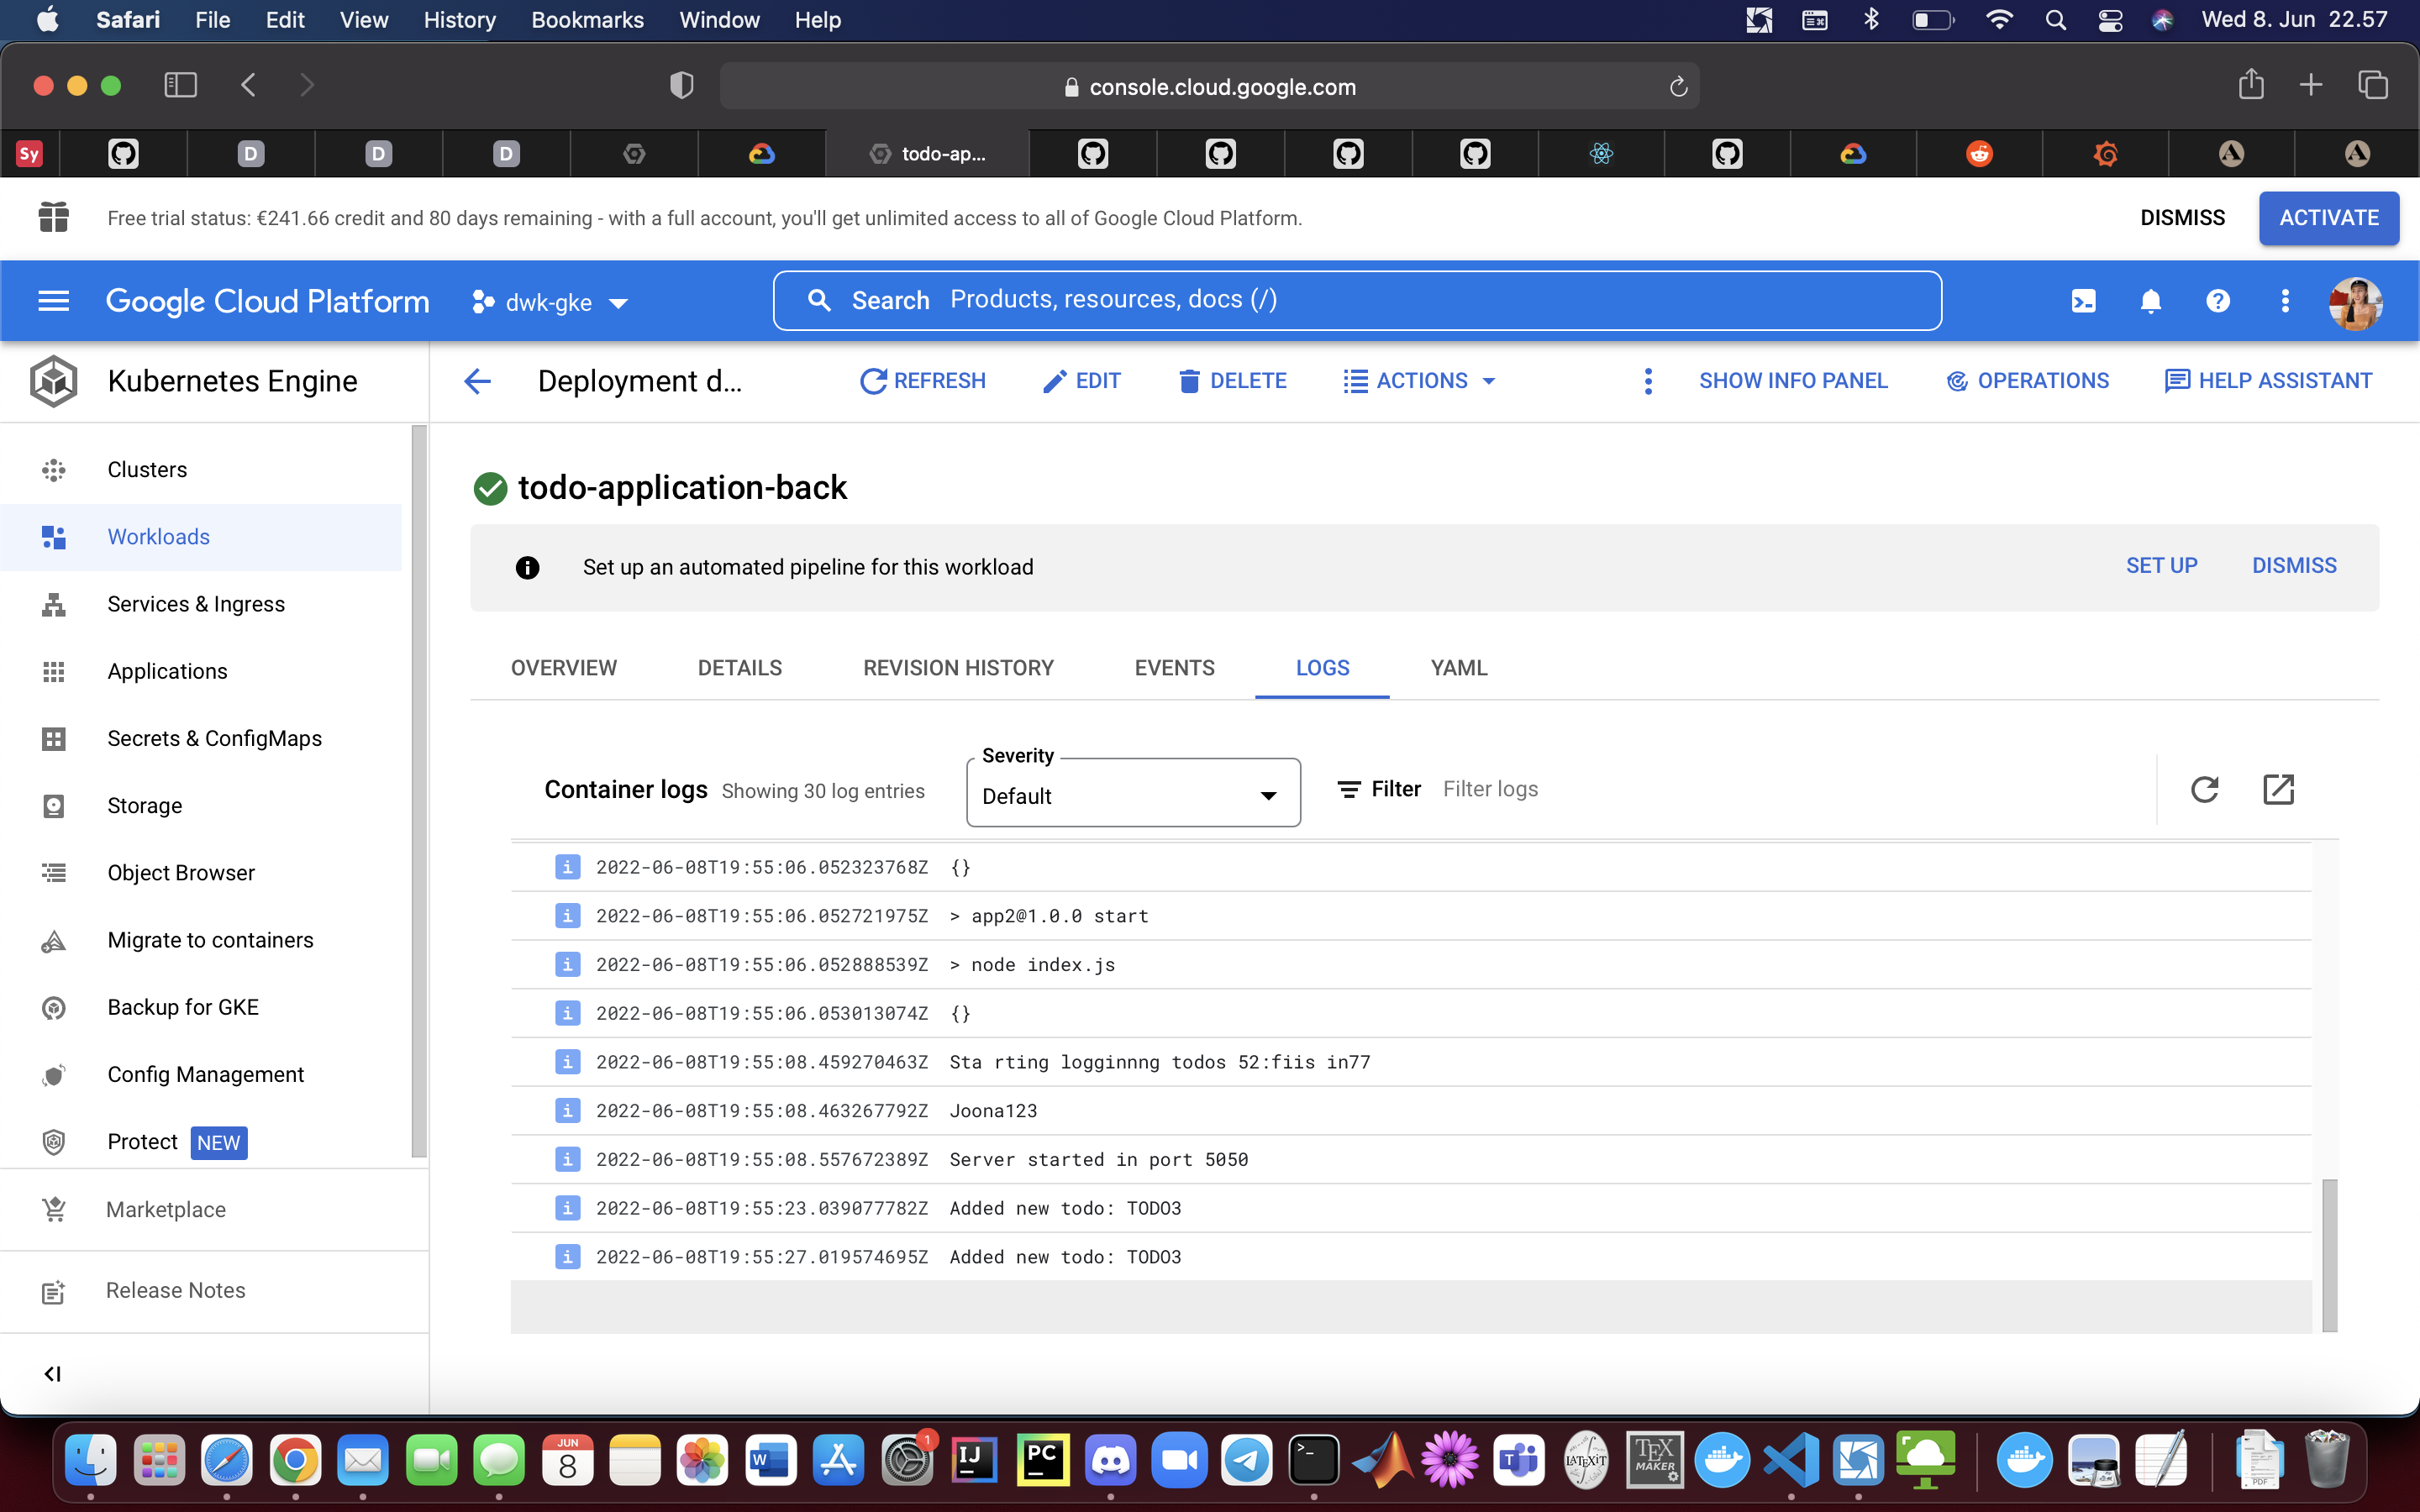 Safari File Edit View History Bookmarks Window Help Wed 8. Jun 22.57
console.cloud.google.com
Sy D D D todo-ap...
Free trial status: €241.66 credit and 80 days remaining - with a full account, you'll get unlimited access to all of Google Cloud Platform. DISMISS ACTIVATE
Google Cloud Platform dwk-gke Search Products, resources, docs (/)
Kubernetes Engine Deployment d... REFRESH EDIT DELETE ACTIONS SHOW INFO PANEL OPERATIONS HELP ASSISTANT
Clusters
Workloads
Services & Ingress
Applications
Secrets & ConfigMaps
Storage
Object Browser
Migrate to containers
Backup for GKE
Config Management
Protect NEW
Marketplace
Release Notes
todo-application-back
Set up an automated pipeline for this workload SET UP DISMISS
OVERVIEW DETAILS REVISION HISTORY EVENTS LOGS YAML
Severity
Container logs Showing 30 log entries Default Filter Filter logs
i 2022-06-08T19:55:06.052323768Z {}
i 2022-06-08T19:55:06.052721975Z > app2@1.0.0 start
i 2022-06-08T19:55:06.052888539Z > node index.js
i 2022-06-08T19:55:06.053013074Z {}
i 2022-06-08T19:55:08.459270463Z Sta rting logginnng todos 52:fiis in77
i 2022-06-08T19:55:08.463267792Z Joona123
i 2022-06-08T19:55:08.557672389Z Server started in port 5050
i 2022-06-08T19:55:23.039077782Z Added new todo: TODO3
i 2022-06-08T19:55:27.019574695Z Added new todo: TODO3
JUN
8
W
1
IJ
PC
T
LATEXIT
TEX
MAKER
PDF